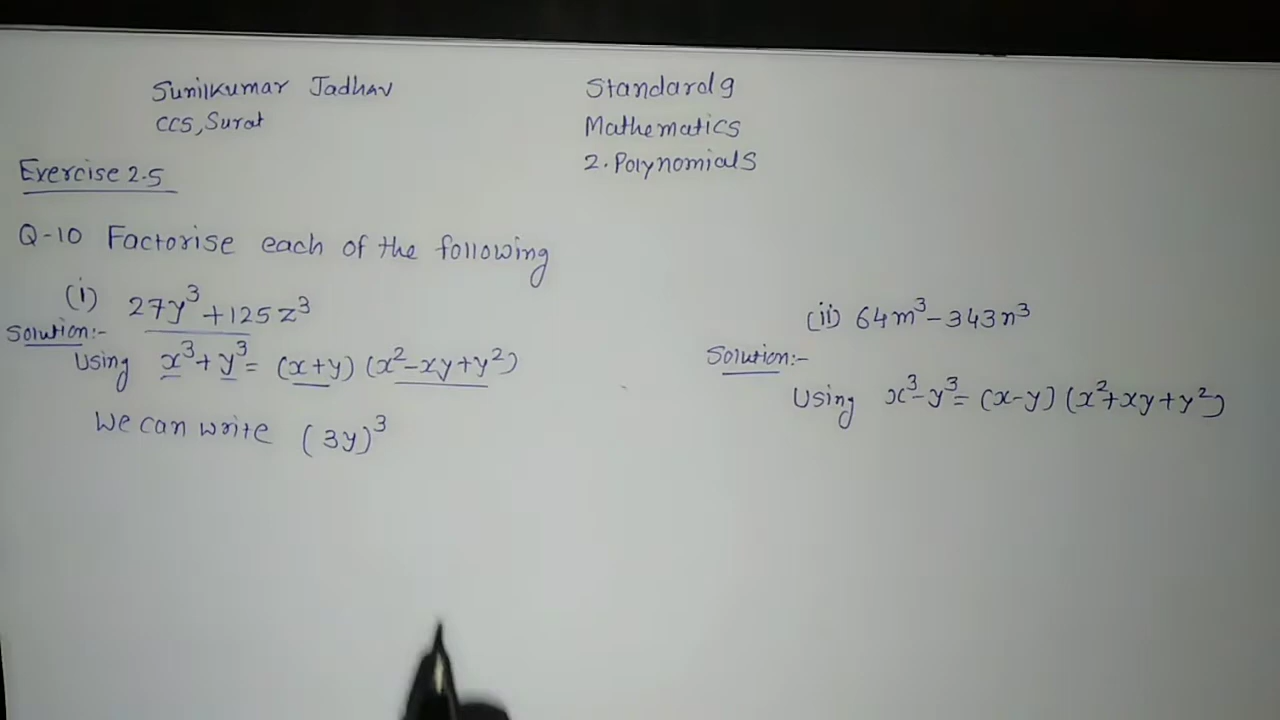 Sunilkumar Jadhav
CCS, Surat
Standard 9
Mathematics
2. Polynomials
Exercise 2.5
Q-10 Factorise each of the following
(i) 27y³ + 125z³
Solution:-
Using x³ + y³ = (x+y) (x² - xy + y²)
We can write (3y)³
(ii) 64m³ - 343n³
Solution:-
Using x³ - y³ = (x-y) (x² + xy + y²)